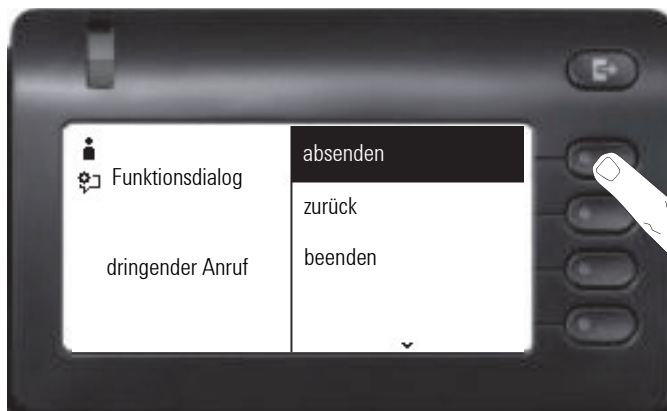 Funktionsdialog
dringender Anruf
absenden
zurück
beenden